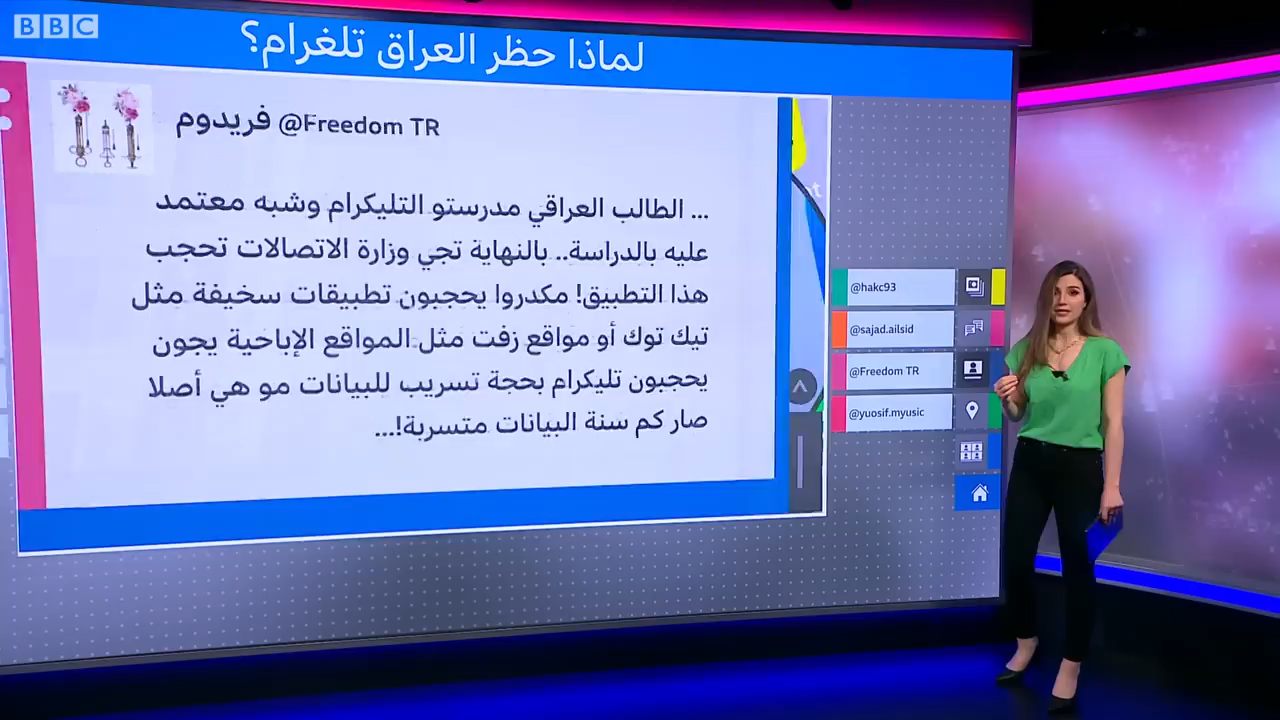 BBC
لماذا حظر العراق تلغرام؟
فريدوم @Freedom TR
... الطالب العراقي مدرستو التليكرام وشبه معتمد
عليه بالدراسة.. بالنهاية تجي وزارة الاتصالات تحجب
هذا التطبيق! مكدروا يحجبون تطبيقات سخيفة مثل
تيك توك أو مواقع زفت مثل المواقع الإباحية يجون
يحجبون تليكرام بحجة تسريب للبيانات مو هي أصلا
صار كم سنة البيانات متسربة!...
@hakc93
@sajad.ailsid
@Freedom TR
@yuosif.myusic